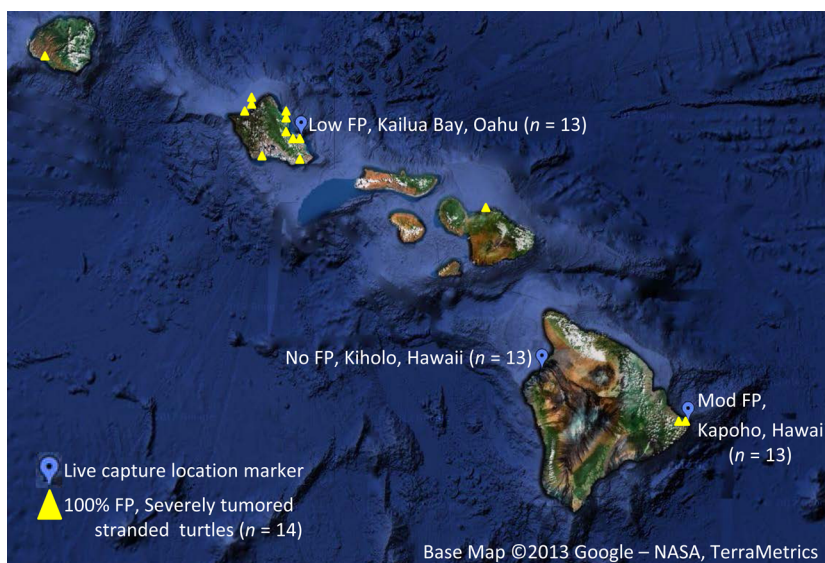 Low FP, Kailua Bay, Oahu (n = 13)
No FP, Kiholo, Hawaii (n = 13)
Mod FP,
Kapoho, Hawai
(n = 13)
Live capture location marker
100% FP, Severely tumored
stranded turtles (n = 14)
Base Map ©2013 Google – NASA, TerraMetrics